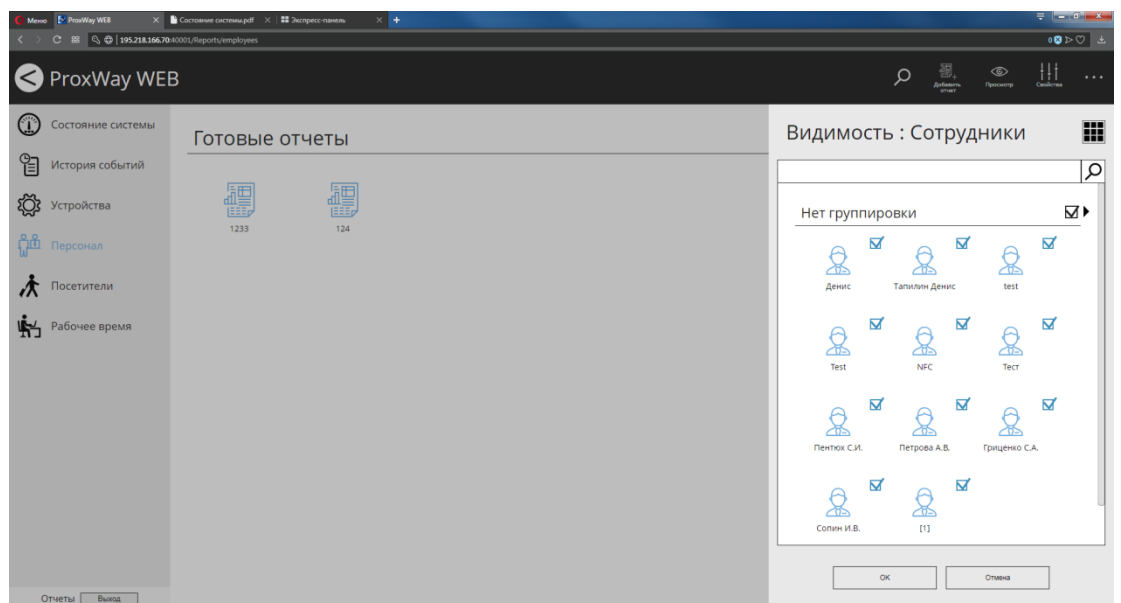 Меню ProxWay WEB Состояние системы.pdf Экспресс-панель
195.218.166.70:40001/Reports/employees
ProxWay WEB
Добавить отчет
Просмотр
Свойства
Состояние системы
История событий
Устройства
Персонал
Посетители
Рабочее время
Отчеты Выход
Готовые отчеты
1233 124
Видимость : Сотрудники
Нет группировки
Денис Тапилин Денис test
Test NFC Тест
Пентюх С.И. Петрова А.В. Гриценко С.А.
Сопин И.В. [1]
OK Отмена